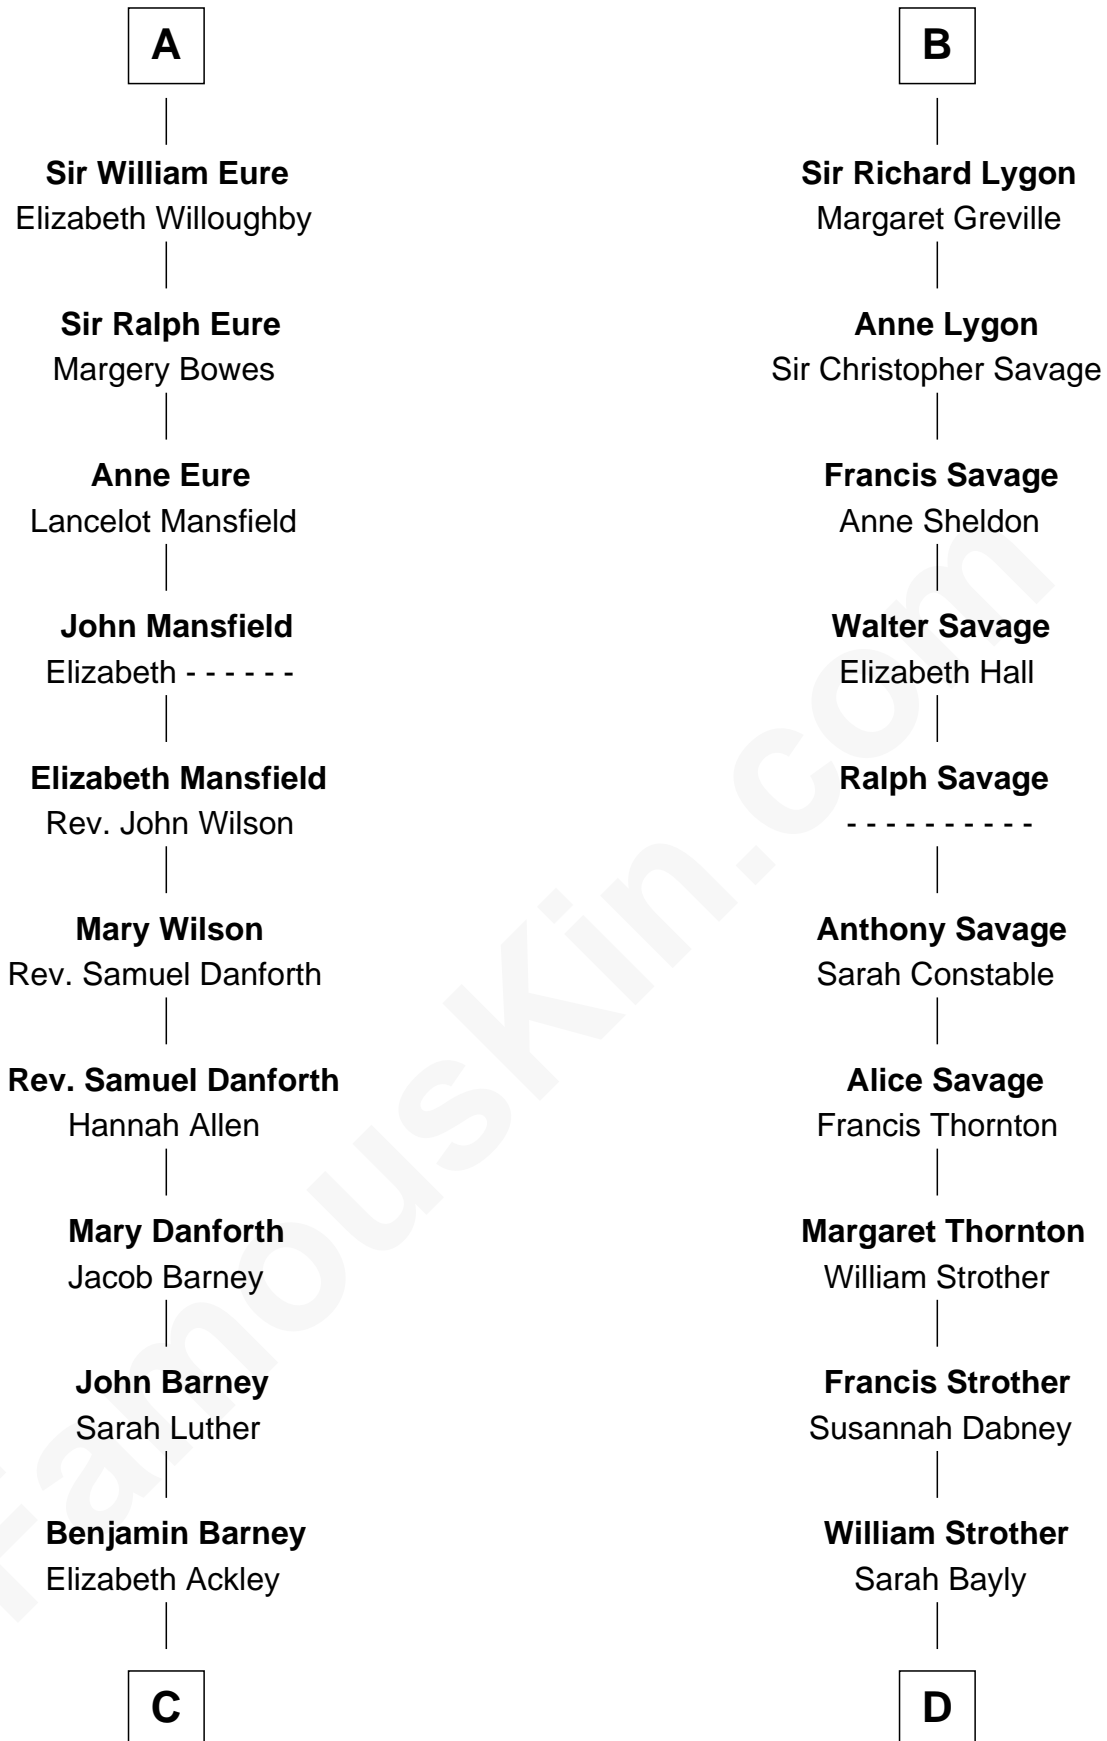 A
Sir William Eure
Elizabeth Willoughby
Sir Ralph Eure
Margery Bowes
Anne Eure
Lancelot Mansfield
John Mansfield
Elizabeth - - - - - -
Elizabeth Mansfield
Rev. John Wilson
Mary Wilson
Rev. Samuel Danforth
Rev. Samuel Danforth
Hannah Allen
Mary Danforth
Jacob Barney
John Barney
Sarah Luther
Benjamin Barney
Elizabeth Ackley
C
B
Sir Richard Lygon
Margaret Greville
Anne Lygon
Sir Christopher Savage
Francis Savage
Anne Sheldon
Walter Savage
Elizabeth Hall
Ralph Savage
- - - - - - - - - -
Anthony Savage
Sarah Constable
Alice Savage
Francis Thornton
Margaret Thornton
William Strother
Francis Strother
Susannah Dabney
William Strother
Sarah Bayly
D
FamousKin.com